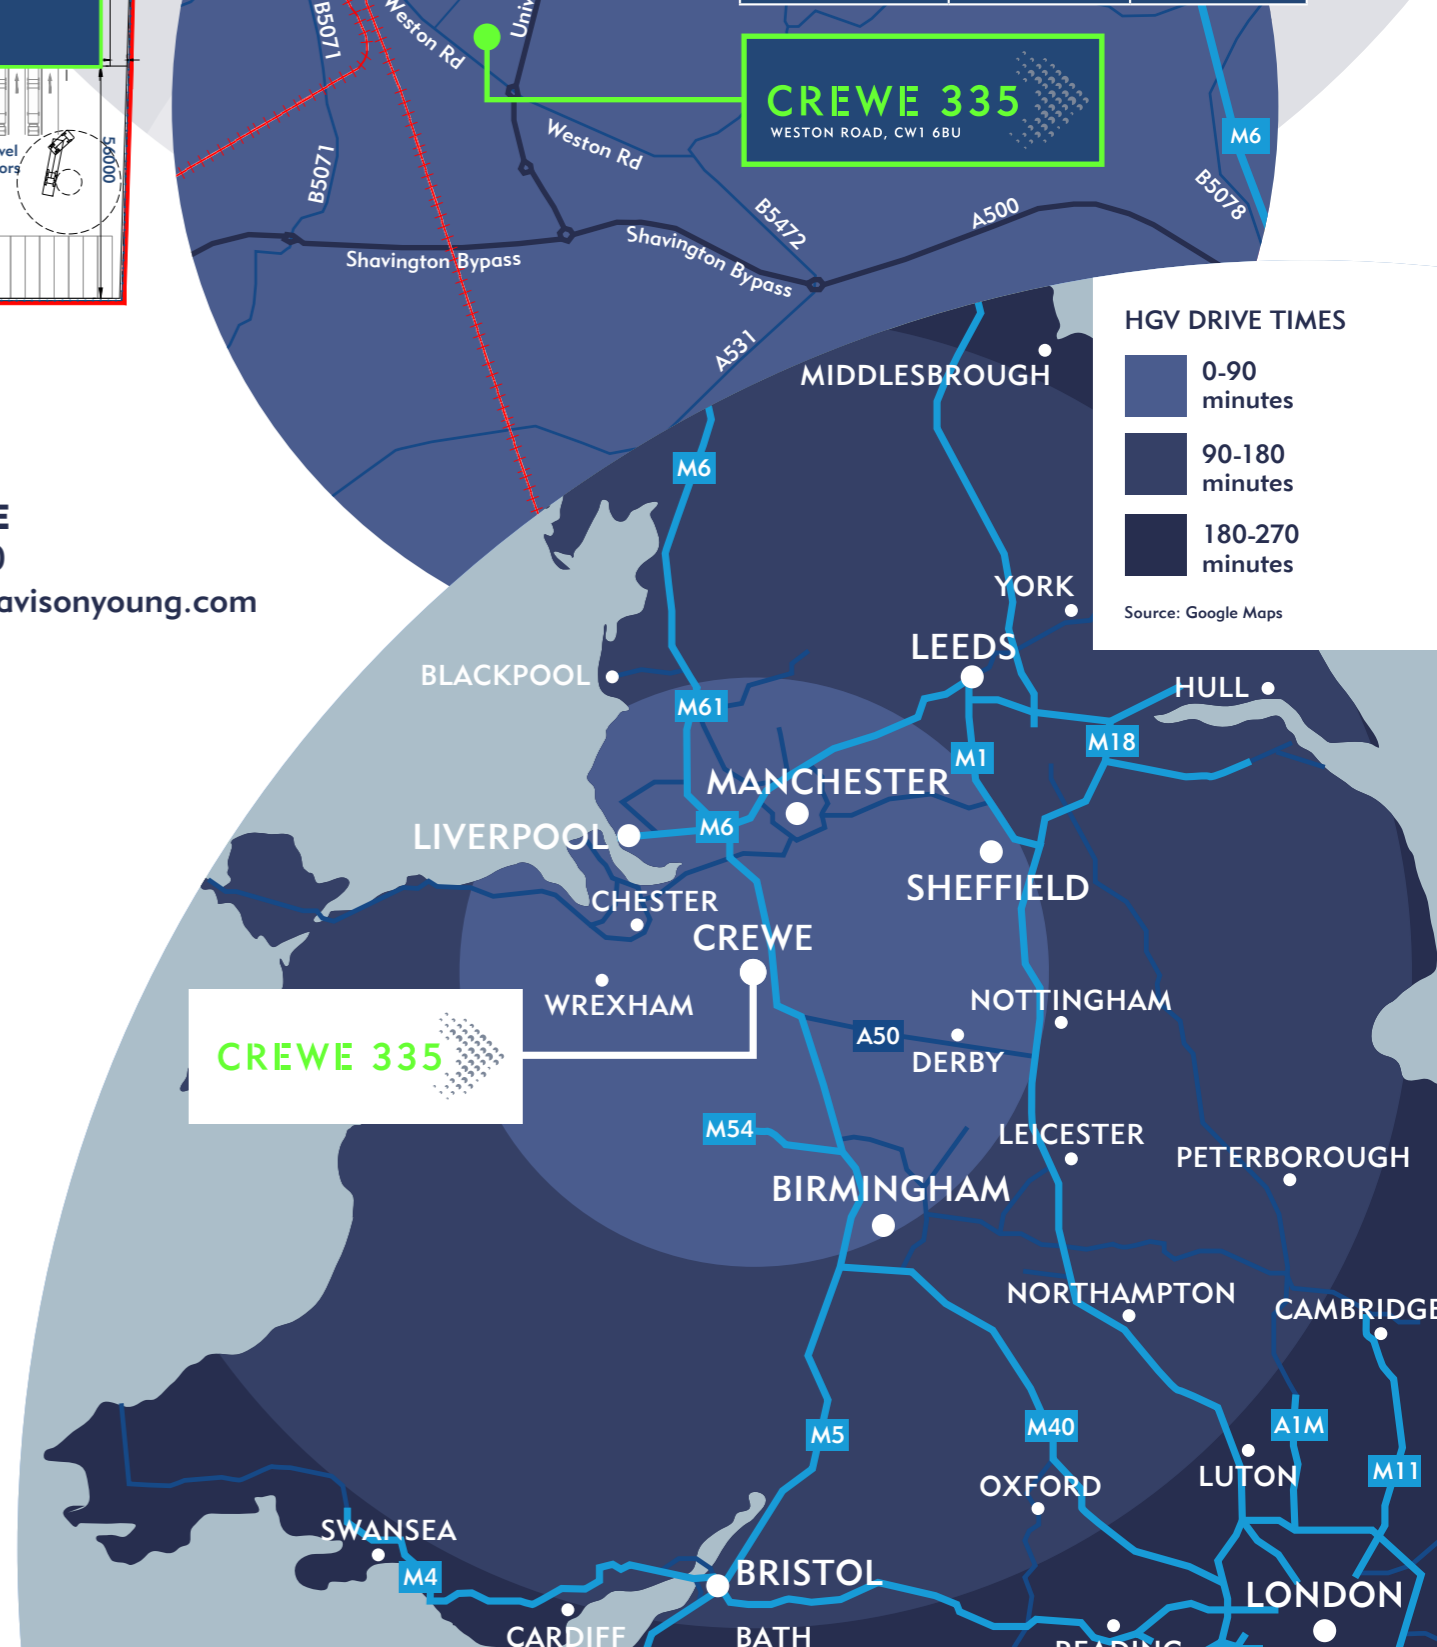 B5071
Weston Rd
CREWE 335
WESTON ROAD, CW1 6BU
M6
56000
B5071
Weston Rd
B5078
B5472
A500
Shavington Bypass
Shavington Bypass
A531
HGV DRIVE TIMES
0-90
minutes
90-180
minutes
180-270
minutes
Source: Google Maps
MIDDLESBROUGH
M6
avisonyoung.com
YORK
LEEDS
BLACKPOOL
HULL
M61
M18
M1
MANCHESTER
M6
LIVERPOOL
SHEFFIELD
CHESTER
CREWE
WREXHAM
NOTTINGHAM
A50
DERBY
CREWE 335
M54
LEICESTER
PETERBOROUGH
BIRMINGHAM
NORTHAMPTON
CAMBRIDGE
M5
M40
A1M
M11
LUTON
OXFORD
SWANSEA
M4
BRISTOL
LONDON
CARDIFF
BATH
READING